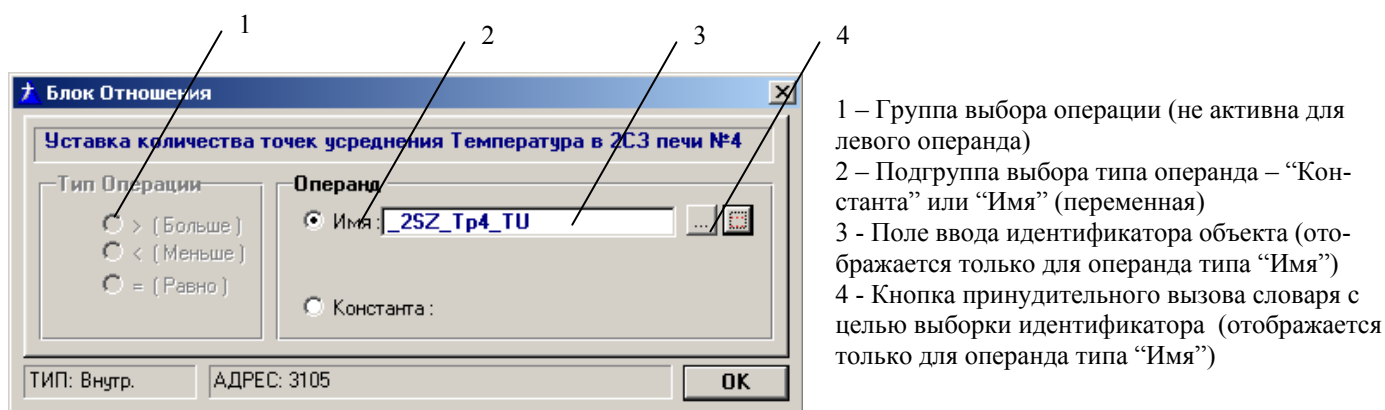 1
2
3
4
Блок Отношения
Уставка количества точек усреднения Температура в 2СЗ печи №4
Тип Операции
> ( Больше )
< ( Меньше )
= ( Равно )
Операнд
Имя : _2SZ_Tp4_TU
...
Константа :
ТИП: Внутр.
АДРЕС: 3105
OK
1 – Группа выбора операции (не активна для
левого операнда)
2 – Подгруппа выбора типа операнда – “Кон-
станта” или “Имя” (переменная)
3 - Поле ввода идентификатора объекта (ото-
бражается только для операнда типа “Имя”)
4 - Кнопка принудительного вызова словаря с
целью выборки идентификатора (отображается
только для операнда типа “Имя”)